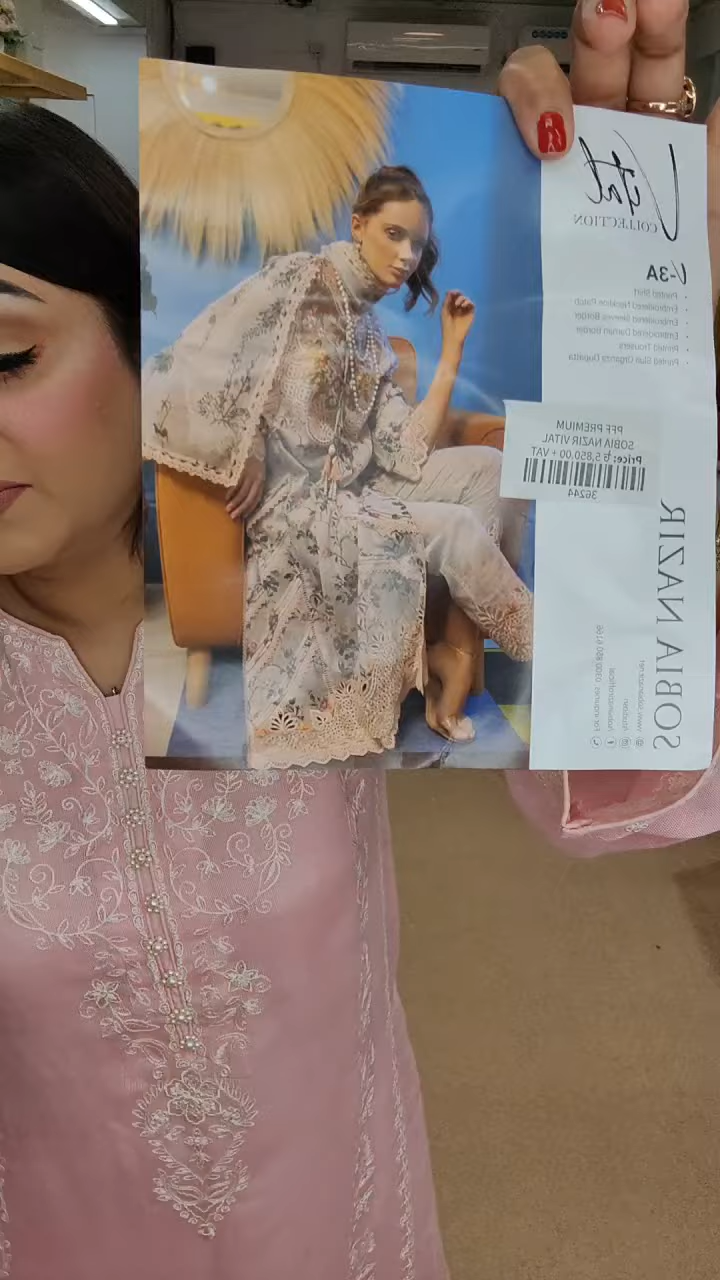 Vital
COLLECTION
V-3A
Printed Shirt
Embroidered Neckline Patch
Embroidered Sleeves Border
Embroidered Daman Border
Printed Trousers
Printed Slub Organza Dupatta
PFF PREMIUM
SOBIA NAZIR VITAL
Price: ৳ 5,850.00 + VAT
36244
SOBIA NAZIR